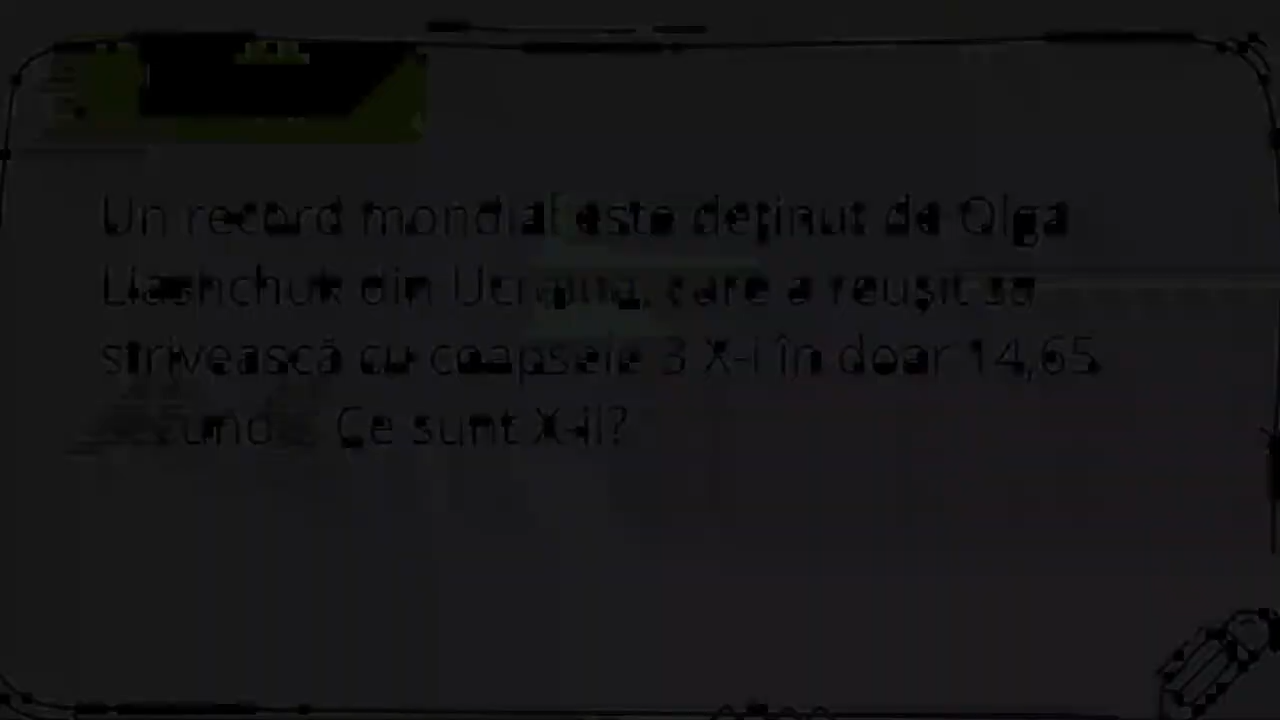 Un record mondial este deținut de Olga
Liashchuk din Ucraina, care a reușit să
strivească cu coapsele 3 X-i în doar 14,65
Ce sunt X-ii?